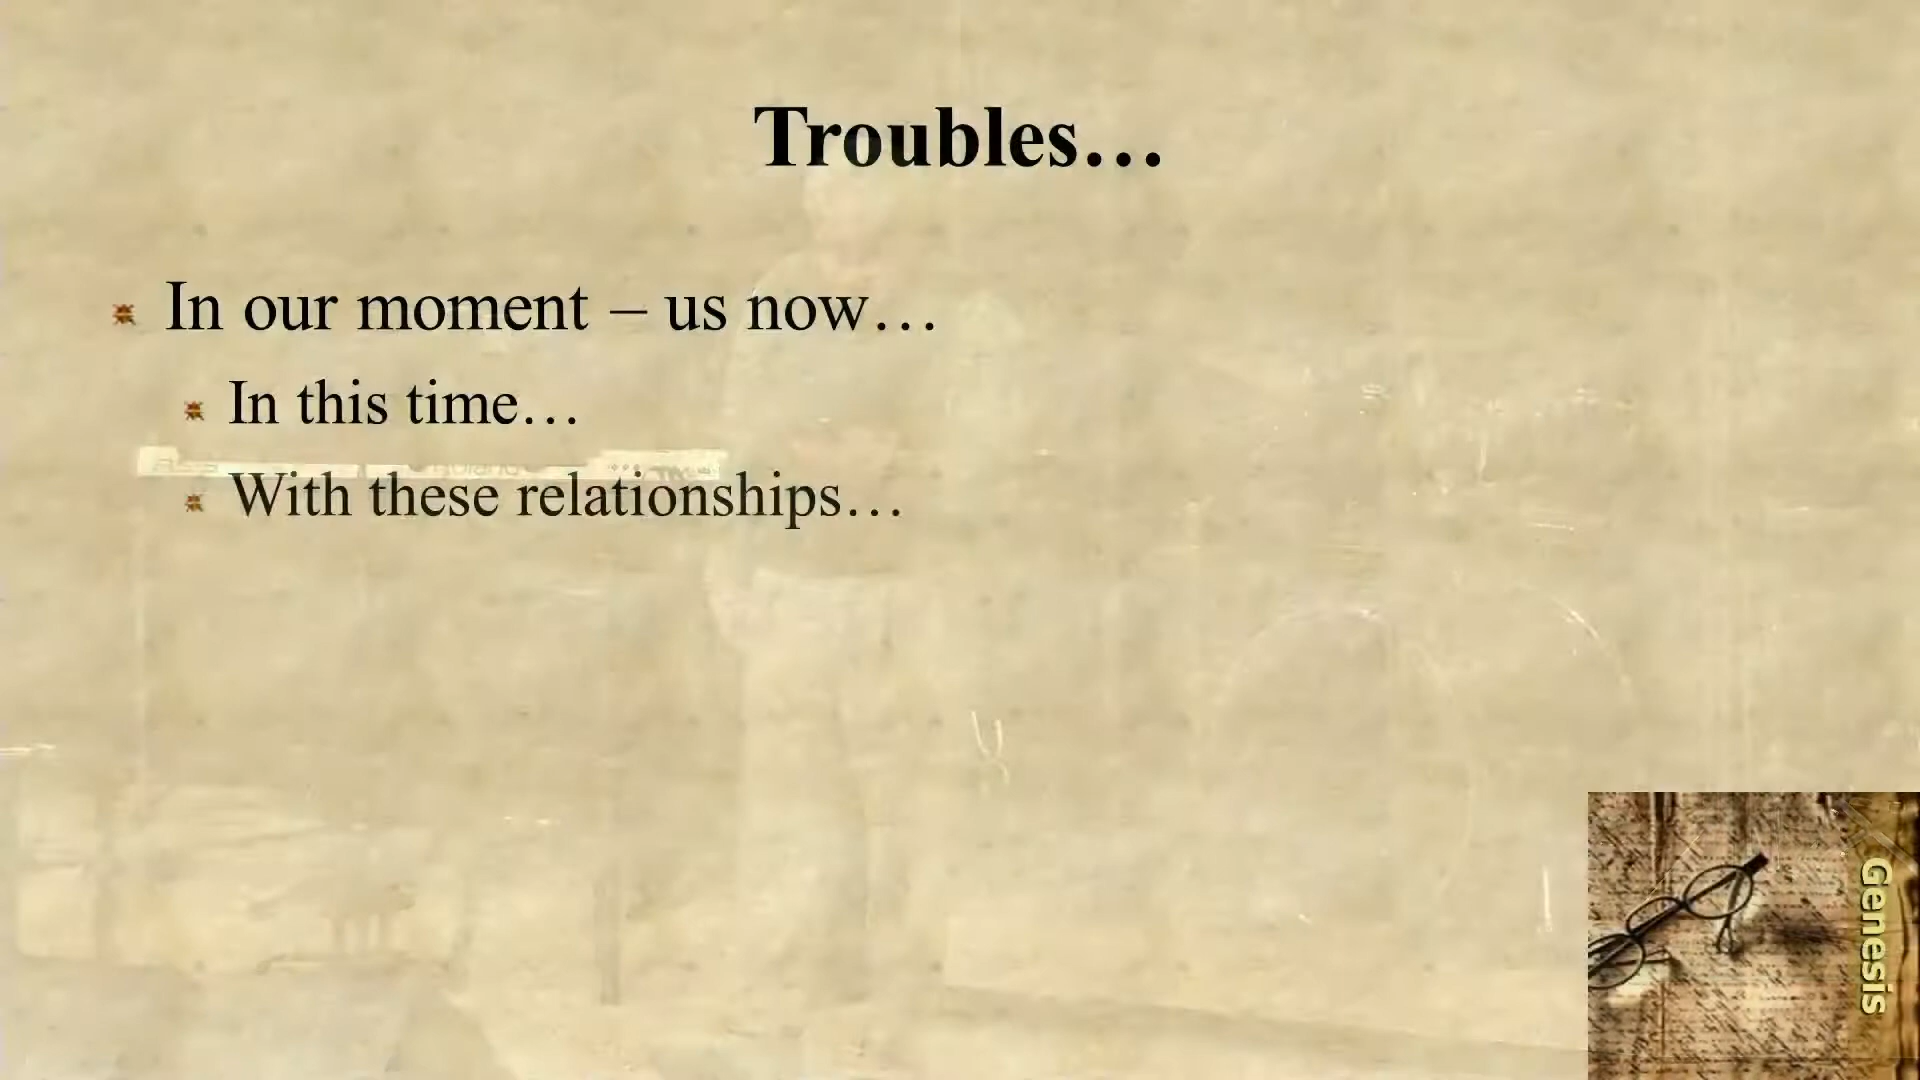 Troubles…
In our moment – us now…
In this time…
With these relationships…
Genesis